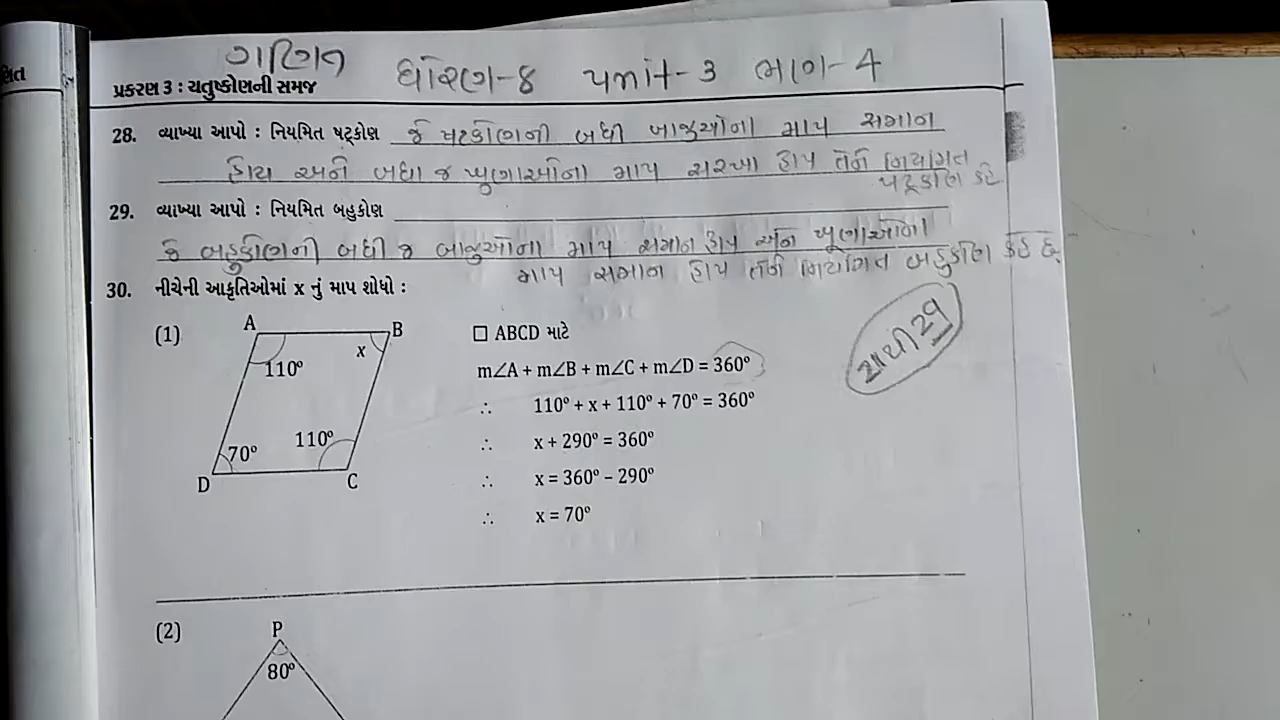 ગણિત ધોરણ-8 યુnit-3 ભાગ-4
પ્રકરણ 3 : ચતુષ્કોણની સમજ
28. વ્યાખ્યા આપો : નિયમિત ષટ્કોણ જે ષટકોણની બધી બાજુઓના માપ સમાન
હોય અને બધા જ ખુણાઓના માપ સરખા હોય તેને નિયમિત
ષટ્કોણ કહે
29. વ્યાખ્યા આપો : નિયમિત બહુકોણ
જે બહુકોણની બધી જ બાજુઓના માપ સમાન હોય અને ખૂણાઓના
માપ સમાન હોય તેને નિયમિત બહુકોણ કહે છે
30. નીચેની આકૃતિઓમાં x નું માપ શોધો :
(1)
A B
110° x
70° 110°
D C
□ ABCD માટે
m∠A + m∠B + m∠C + m∠D = 360°
∴ 110° + x + 110° + 70° = 360°
∴ x + 290° = 360°
∴ x = 360° – 290°
∴ x = 70°
29
(2)
P
80°